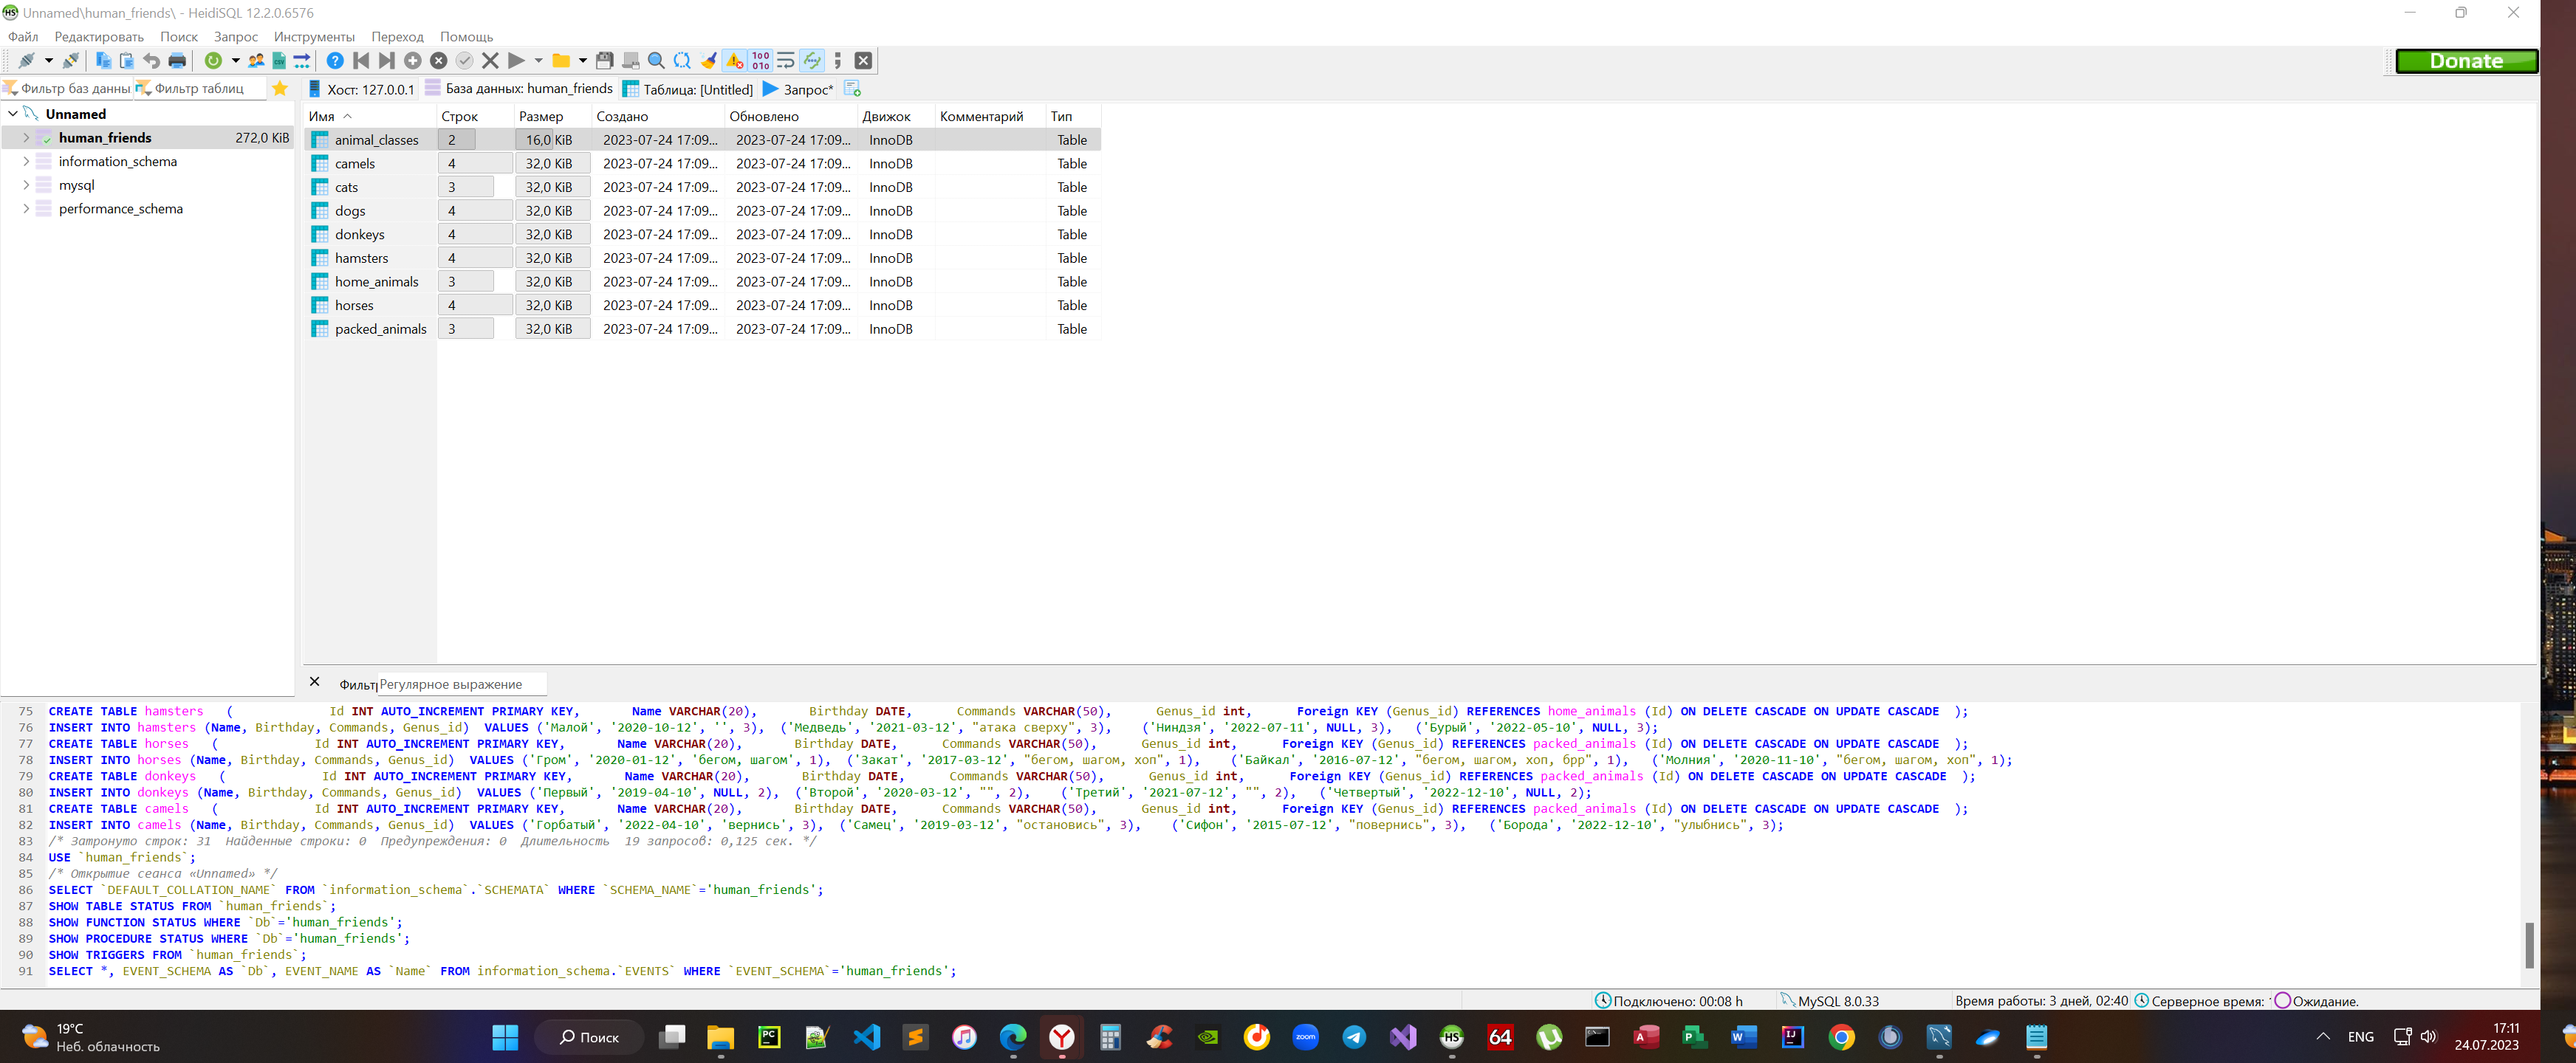 Unnamed\human_friends\ - HeidiSQL 12.2.0.6576
Файл Редактировать Поиск Запрос Инструменты Переход Помощь
Donate
Фильтр баз данны Фильтр таблиц Хост: 127.0.0.1 База данных: human_friends Таблица: [Untitled] Запрос*
Unnamed
human_friends 272,0 KiB
information_schema
mysql
performance_schema
Имя Строк Размер Создано Обновлено Движок Комментарий Тип
animal_classes 2 16,0 KiB 2023-07-24 17:09... 2023-07-24 17:09... InnoDB Table
camels 4 32,0 KiB 2023-07-24 17:09... 2023-07-24 17:09... InnoDB Table
cats 3 32,0 KiB 2023-07-24 17:09... 2023-07-24 17:09... InnoDB Table
dogs 4 32,0 KiB 2023-07-24 17:09... 2023-07-24 17:09... InnoDB Table
donkeys 4 32,0 KiB 2023-07-24 17:09... 2023-07-24 17:09... InnoDB Table
hamsters 4 32,0 KiB 2023-07-24 17:09... 2023-07-24 17:09... InnoDB Table
home_animals 3 32,0 KiB 2023-07-24 17:09... 2023-07-24 17:09... InnoDB Table
horses 4 32,0 KiB 2023-07-24 17:09... 2023-07-24 17:09... InnoDB Table
packed_animals 3 32,0 KiB 2023-07-24 17:09... 2023-07-24 17:09... InnoDB Table
Фильтр Регулярное выражение
75 CREATE TABLE hamsters ( Id INT AUTO_INCREMENT PRIMARY KEY, Name VARCHAR(20), Birthday DATE, Commands VARCHAR(50), Genus_id int, Foreign KEY (Genus_id) REFERENCES home_animals (Id) ON DELETE CASCADE ON UPDATE CASCADE );
76 INSERT INTO hamsters (Name, Birthday, Commands, Genus_id) VALUES ('Малой', '2020-10-12', '', 3), ('Медведь', '2021-03-12', "атака сверху", 3), ('Ниндзя', '2022-07-11', NULL, 3), ('Бурый', '2022-05-10', NULL, 3);
77 CREATE TABLE horses ( Id INT AUTO_INCREMENT PRIMARY KEY, Name VARCHAR(20), Birthday DATE, Commands VARCHAR(50), Genus_id int, Foreign KEY (Genus_id) REFERENCES packed_animals (Id) ON DELETE CASCADE ON UPDATE CASCADE );
78 INSERT INTO horses (Name, Birthday, Commands, Genus_id) VALUES ('Гром', '2020-01-12', 'бегом, шагом', 1), ('Закат', '2017-03-12', "бегом, шагом, хоп", 1), ('Байкал', '2016-07-12', "бегом, шагом, хоп, брр", 1), ('Молния', '2020-11-10', "бегом, шагом, хоп", 1);
79 CREATE TABLE donkeys ( Id INT AUTO_INCREMENT PRIMARY KEY, Name VARCHAR(20), Birthday DATE, Commands VARCHAR(50), Genus_id int, Foreign KEY (Genus_id) REFERENCES packed_animals (Id) ON DELETE CASCADE ON UPDATE CASCADE );
80 INSERT INTO donkeys (Name, Birthday, Commands, Genus_id) VALUES ('Первый', '2019-04-10', NULL, 2), ('Второй', '2020-03-12', "", 2), ('Третий', '2021-07-12', "", 2), ('Четвертый', '2022-12-10', NULL, 2);
81 CREATE TABLE camels ( Id INT AUTO_INCREMENT PRIMARY KEY, Name VARCHAR(20), Birthday DATE, Commands VARCHAR(50), Genus_id int, Foreign KEY (Genus_id) REFERENCES packed_animals (Id) ON DELETE CASCADE ON UPDATE CASCADE );
82 INSERT INTO camels (Name, Birthday, Commands, Genus_id) VALUES ('Горбатый', '2022-04-10', 'вернись', 3), ('Самец', '2019-03-12', "остановись", 3), ('Сифон', '2015-07-12', "повернись", 3), ('Борода', '2022-12-10', "улыбнись", 3);
83 /* Затронуто строк: 31 Найденные строки: 0 Предупреждения: 0 Длительность 19 запросов: 0,125 сек. */
84 USE `human_friends`;
85 /* Открытие сеанса «Unnamed» */
86 SELECT `DEFAULT_COLLATION_NAME` FROM `information_schema`.`SCHEMATA` WHERE `SCHEMA_NAME`='human_friends';
87 SHOW TABLE STATUS FROM `human_friends`;
88 SHOW FUNCTION STATUS WHERE `Db`='human_friends';
89 SHOW PROCEDURE STATUS WHERE `Db`='human_friends';
90 SHOW TRIGGERS FROM `human_friends`;
91 SELECT *, EVENT_SCHEMA AS `Db`, EVENT_NAME AS `Name` FROM information_schema.`EVENTS` WHERE `EVENT_SCHEMA`='human_friends';
Подключено: 00:08 h MySQL 8.0.33 Время работы: 3 дней, 02:40 Серверное время: Ожидание.
19°C
Неб. облачность
Поиск
ENG
17:11
24.07.2023